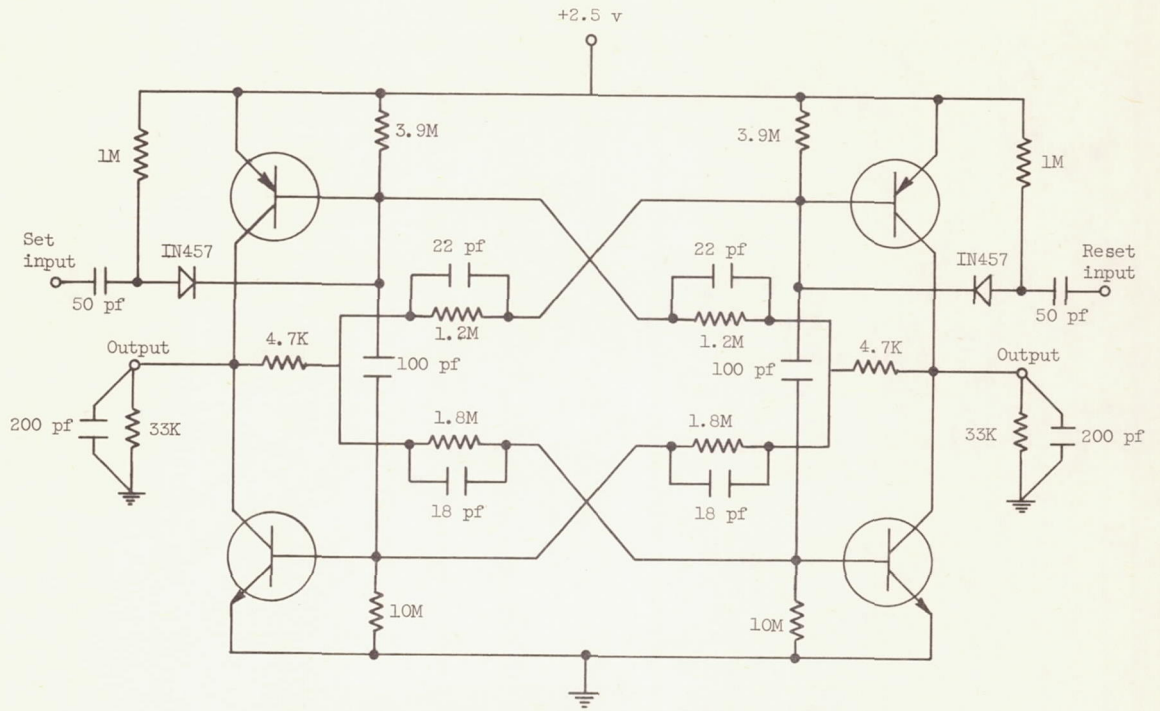 +2.5 v
3.9M
3.9M
1M
1M
Set
input
IN457
22 pf
22 pf
IN457
Reset
input
50 pf
50 pf
1.2M
1.2M
Output
4.7K
100 pf
100 pf
4.7K
Output
200 pf
33K
1.8M
1.8M
33K
200 pf
18 pf
18 pf
10M
10M